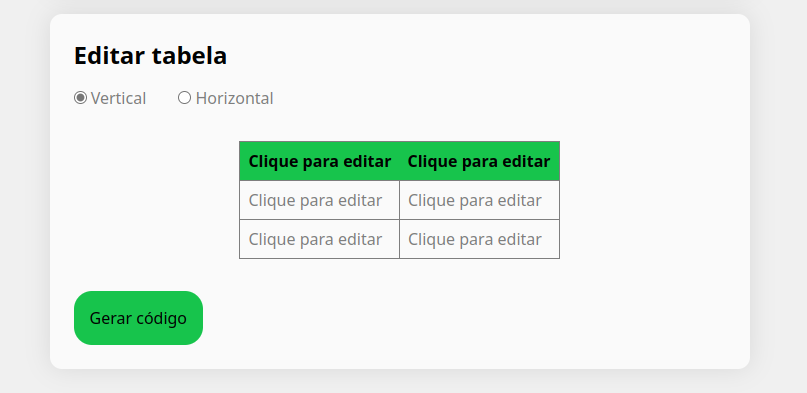 Editar tabela
Vertical Horizontal
Clique para editar Clique para editar
Clique para editar Clique para editar
Clique para editar Clique para editar
Gerar código